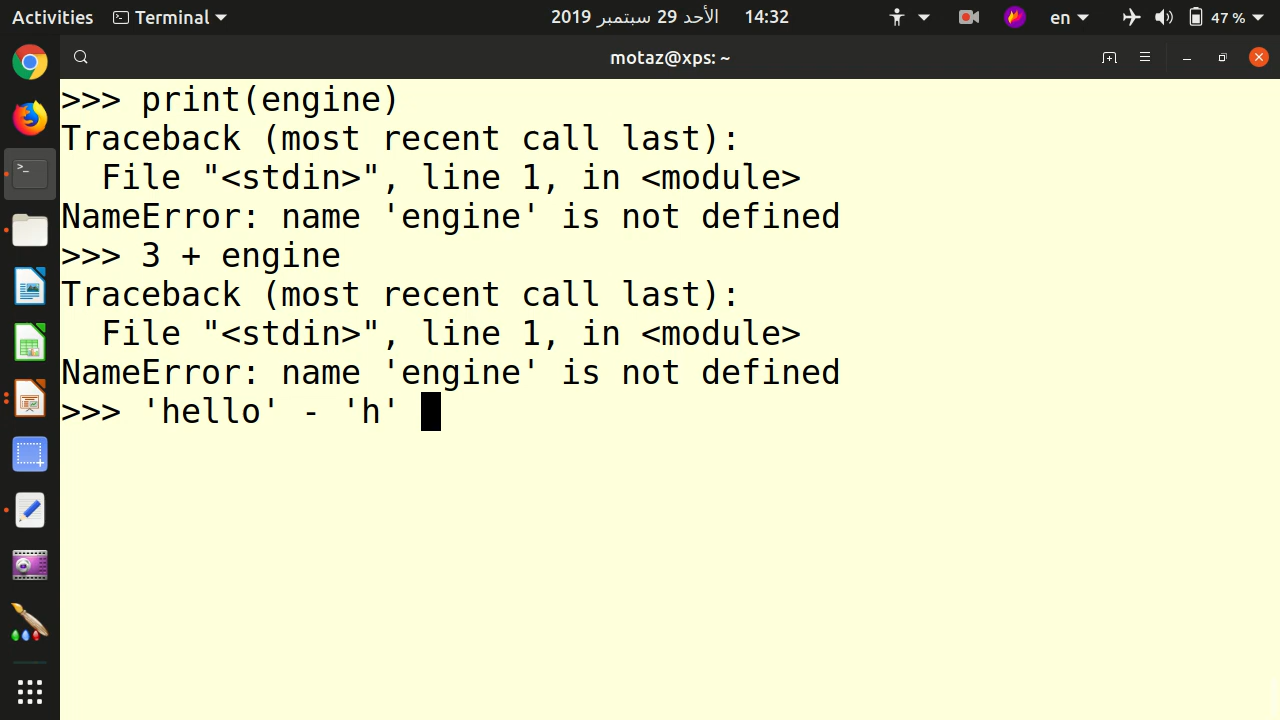 Activities Terminal الأحد 29 سبتمبر 2019 14:32 en 47 %
motaz@xps: ~
>>> print(engine)
Traceback (most recent call last):
  File "<stdin>", line 1, in <module>
NameError: name 'engine' is not defined
>>> 3 + engine
Traceback (most recent call last):
  File "<stdin>", line 1, in <module>
NameError: name 'engine' is not defined
>>> 'hello' - 'h'